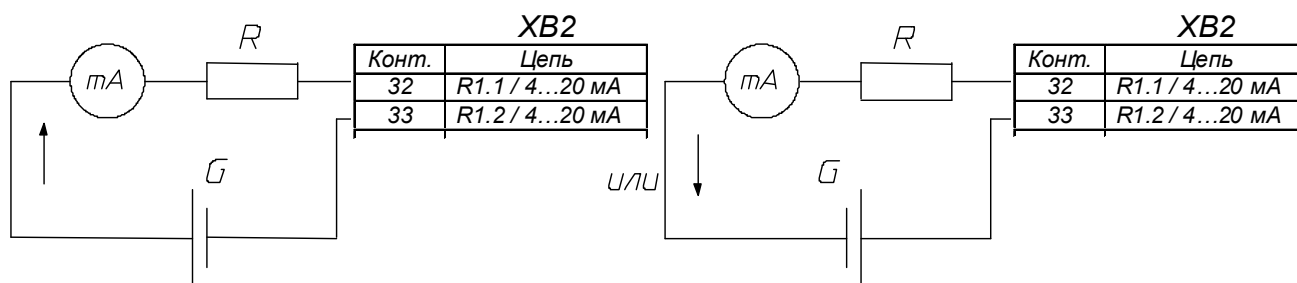 XB2
R
Конт. Цепь
mA
32 R1.1 / 4...20 мА
33 R1.2 / 4...20 мА
G
или
XB2
R
Конт. Цепь
mA
32 R1.1 / 4...20 мА
33 R1.2 / 4...20 мА
G